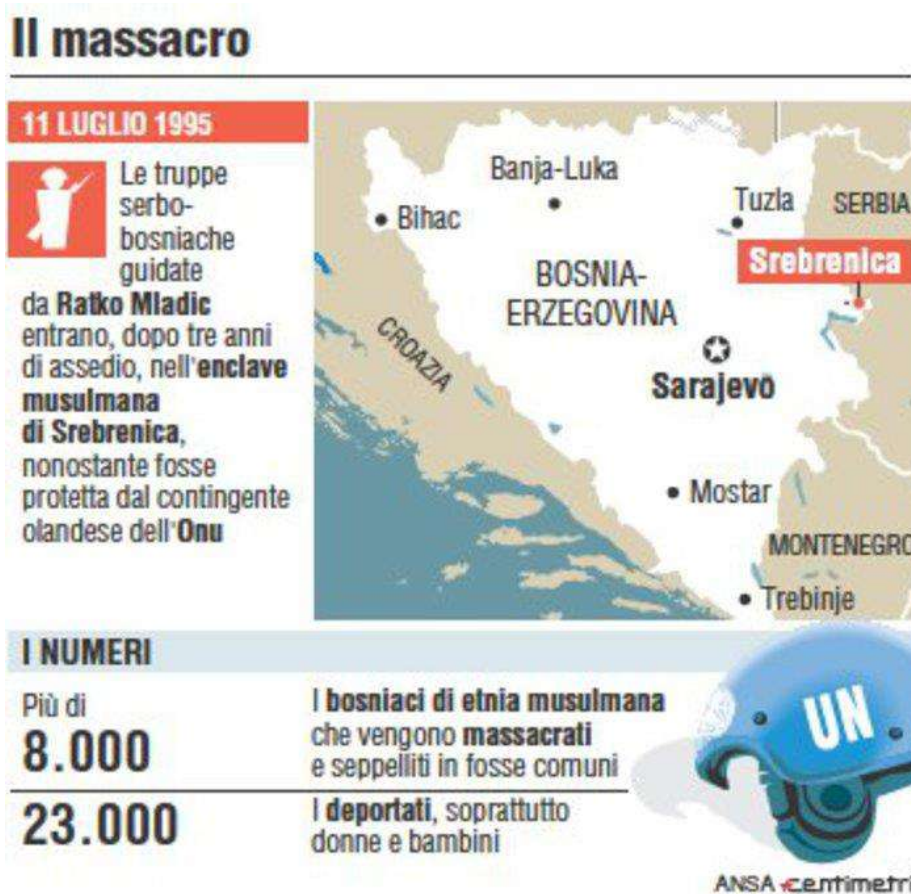 Il massacro
11 LUGLIO 1995
Le truppe
serbo-
bosniache
guidate
da Ratko Mladic
entrano, dopo tre anni
di assedio, nell'enclave
musulmana
di Srebrenica,
nonostante fosse
protetta dal contingente
olandese dell'Onu
Banja-Luka
Bihac
Tuzla
SERBIA
Srebrenica
BOSNIA-
ERZEGOVINA
CROAZIA
Sarajevo
Mostar
MONTENEGRO
Trebinje
I NUMERI
Più di
8.000
I bosniaci di etnia musulmana
che vengono massacrati
e seppelliti in fosse comuni
23.000
I deportati, soprattutto
donne e bambini
UN
ANSA centimetri